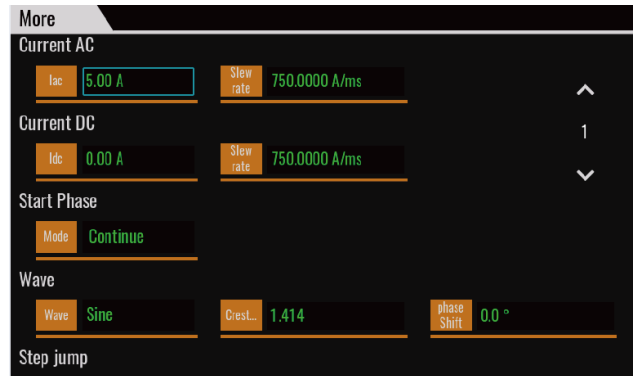 More
Current AC
Iac 5.00 A Slew rate 750.0000 A/ms
Current DC
1
Idc 0.00 A Slew rate 750.0000 A/ms
Start Phase
Mode Continue
Wave
Wave Sine Crest... 1.414 phase Shift 0.0 °
Step jump